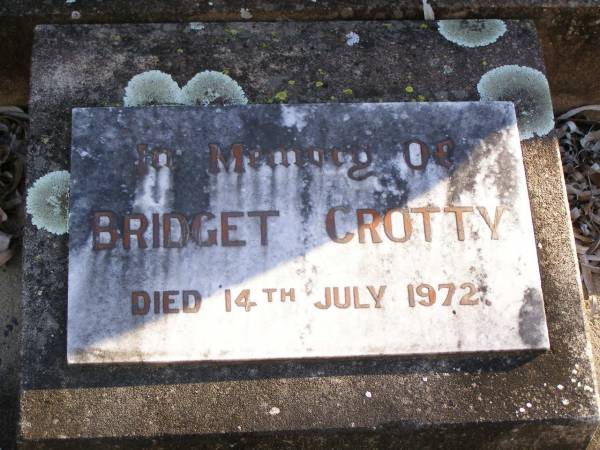 In Memory Of
BRIDGET CROTTY
DIED 14TH JULY 1972.